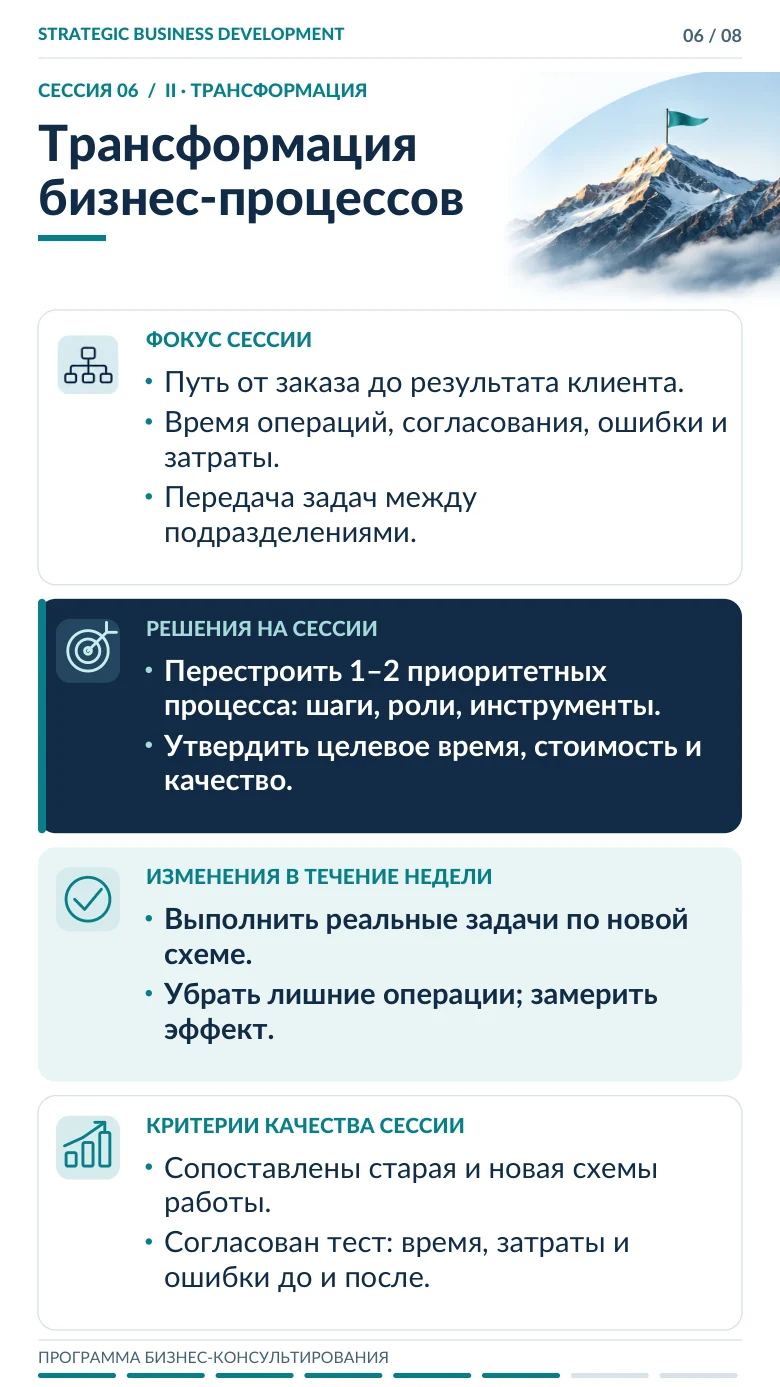 STRATEGIC BUSINESS DEVELOPMENT
06 / 08
СЕССИЯ 06 / II · ТРАНСФОРМАЦИЯ
Трансформация
бизнес-процессов
ФОКУС СЕССИИ
• Путь от заказа до результата клиента.
• Время операций, согласования, ошибки и
затраты.
• Передача задач между
подразделениями.
РЕШЕНИЯ НА СЕССИИ
• Перестроить 1–2 приоритетных
процесса: шаги, роли, инструменты.
• Утвердить целевое время, стоимость и
качество.
ИЗМЕНЕНИЯ В ТЕЧЕНИЕ НЕДЕЛИ
• Выполнить реальные задачи по новой
схеме.
• Убрать лишние операции; замерить
эффект.
КРИТЕРИИ КАЧЕСТВА СЕССИИ
• Сопоставлены старая и новая схемы
работы.
• Согласован тест: время, затраты и
ошибки до и после.
ПРОГРАММА БИЗНЕС-КОНСУЛЬТИРОВАНИЯ